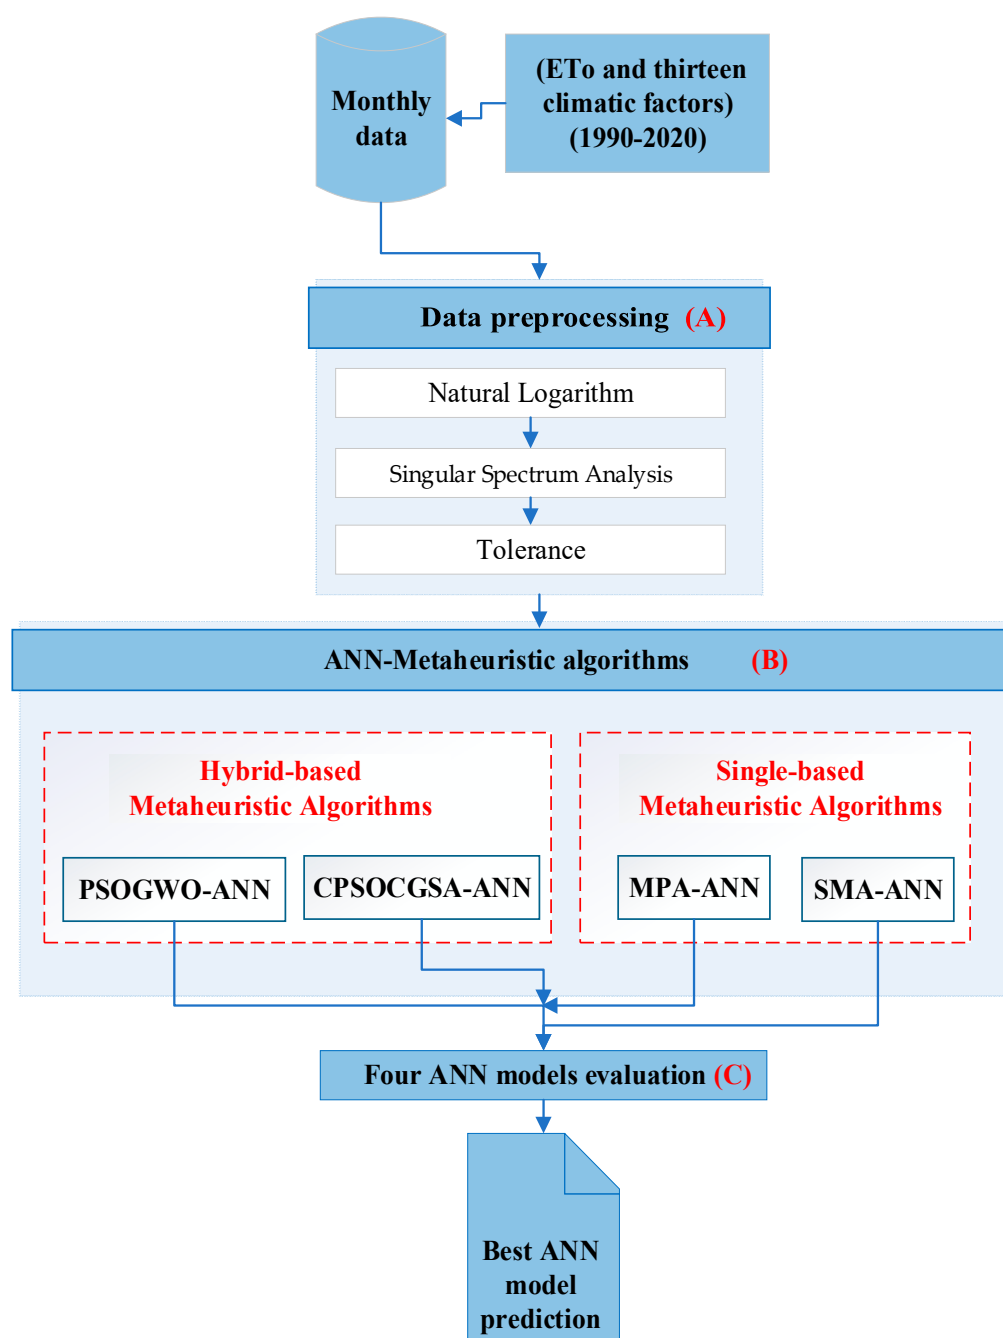 Monthly
data
(ETo and thirteen
climatic factors)
(1990-2020)
Data preprocessing (A)
Natural Logarithm
Singular Spectrum Analysis
Tolerance
ANN-Metaheuristic algorithms (B)
Hybrid-based
Metaheuristic Algorithms
PSOGWO-ANN
CPSOCGSA-ANN
Single-based
Metaheuristic Algorithms
MPA-ANN
SMA-ANN
Four ANN models evaluation (C)
Best ANN
model
prediction